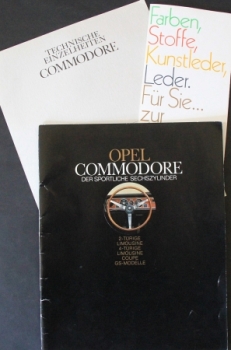 TECHNISCHE
EINZELHEITEN
COMMODORE
Farben,
Stoffe,
Kunstleder,
Leder.
Für Sie...
zur
OPEL
COMMODORE
DER SPORTLICHE SECHSZYLINDER
2-TÜRIGE
LIMOUSINE
4-TÜRIGE
LIMOUSINE
COUPÉ
GS-MODELLE